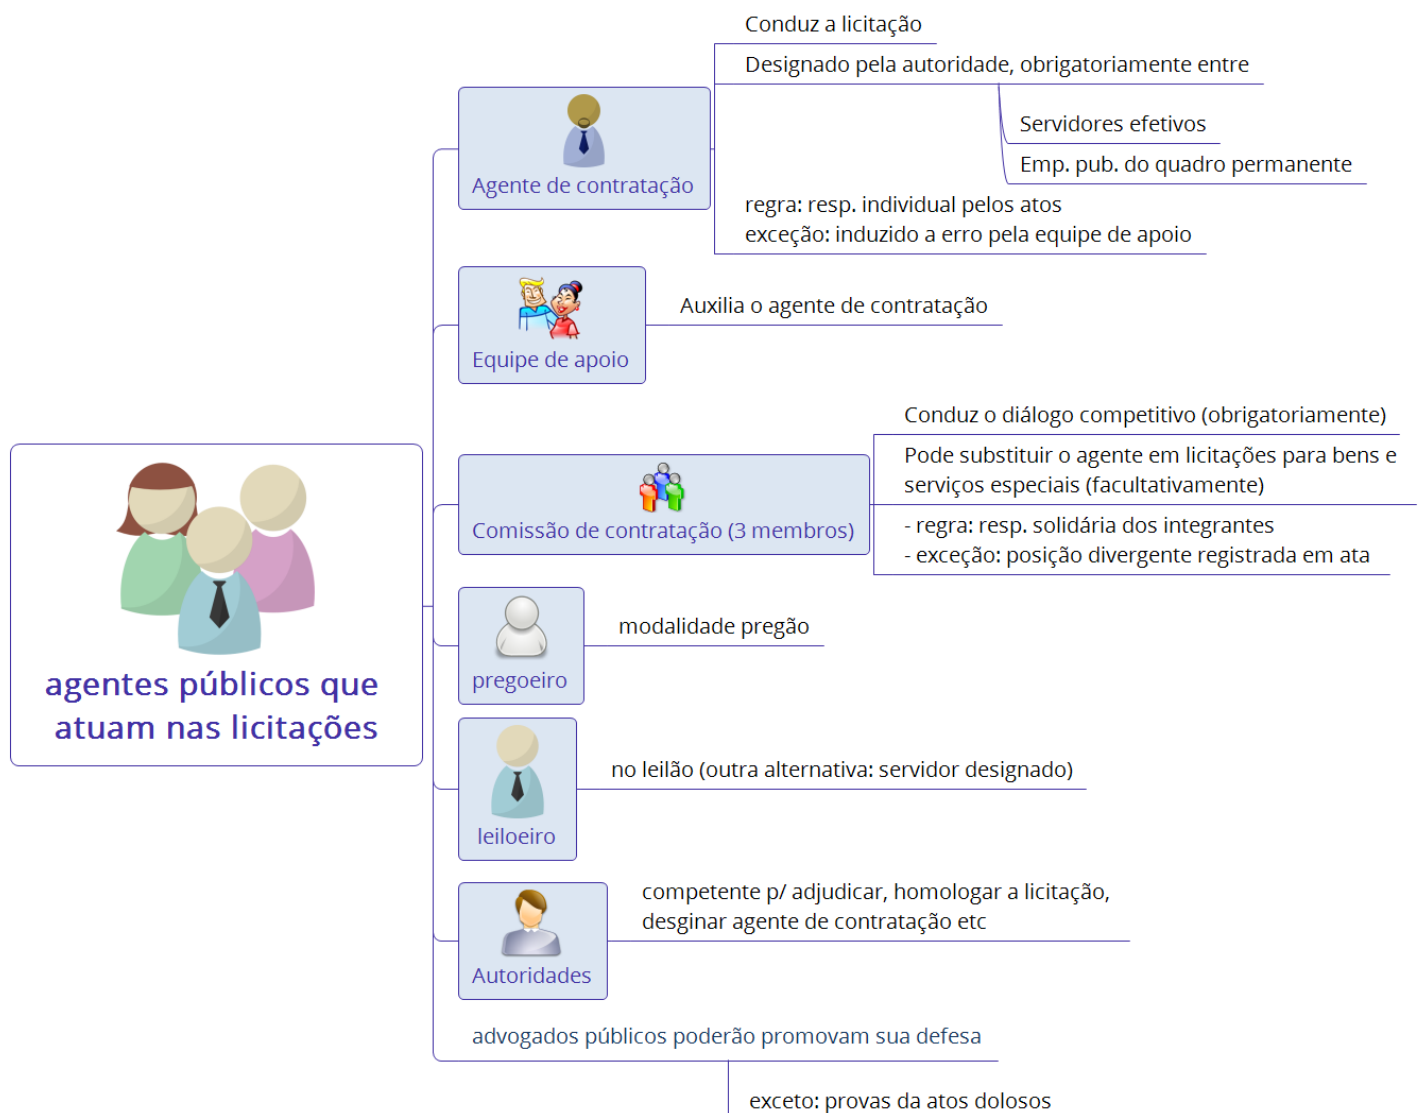 agentes públicos que
atuam nas licitações
Agente de contratação
Conduz a licitação
Designado pela autoridade, obrigatoriamente entre
Servidores efetivos
Emp. pub. do quadro permanente
regra: resp. individual pelos atos
exceção: induzido a erro pela equipe de apoio
Equipe de apoio
Auxilia o agente de contratação
Comissão de contratação (3 membros)
Conduz o diálogo competitivo (obrigatoriamente)
Pode substituir o agente em licitações para bens e
serviços especiais (facultativamente)
- regra: resp. solidária dos integrantes
- exceção: posição divergente registrada em ata
pregoeiro
modalidade pregão
leiloeiro
no leilão (outra alternativa: servidor designado)
Autoridades
competente p/ adjudicar, homologar a licitação,
desginar agente de contratação etc
advogados públicos poderão promovam sua defesa
exceto: provas da atos dolosos